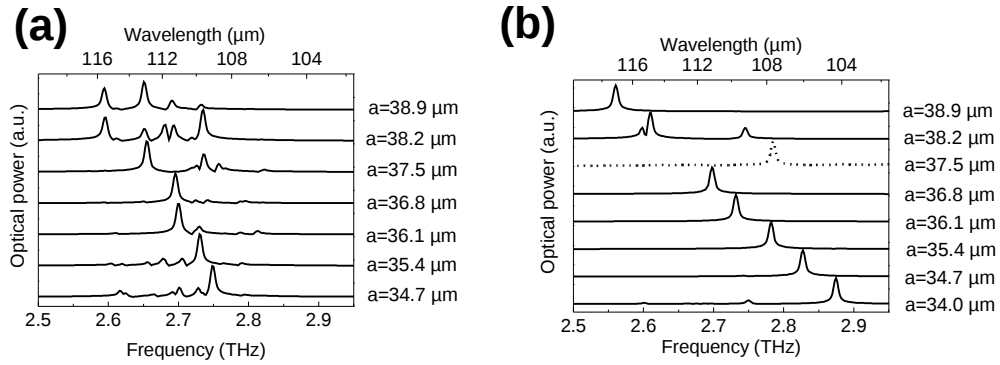 (a)
Wavelength (µm)
116 112 108 104
Optical power (a.u.)
a=38.9 µm
a=38.2 µm
a=37.5 µm
a=36.8 µm
a=36.1 µm
a=35.4 µm
a=34.7 µm
2.5 2.6 2.7 2.8 2.9
Frequency (THz)
(b)
Wavelength (µm)
116 112 108 104
Optical power (a.u.)
a=38.9 µm
a=38.2 µm
a=37.5 µm
a=36.8 µm
a=36.1 µm
a=35.4 µm
a=34.7 µm
a=34.0 µm
2.5 2.6 2.7 2.8 2.9
Frequency (THz)